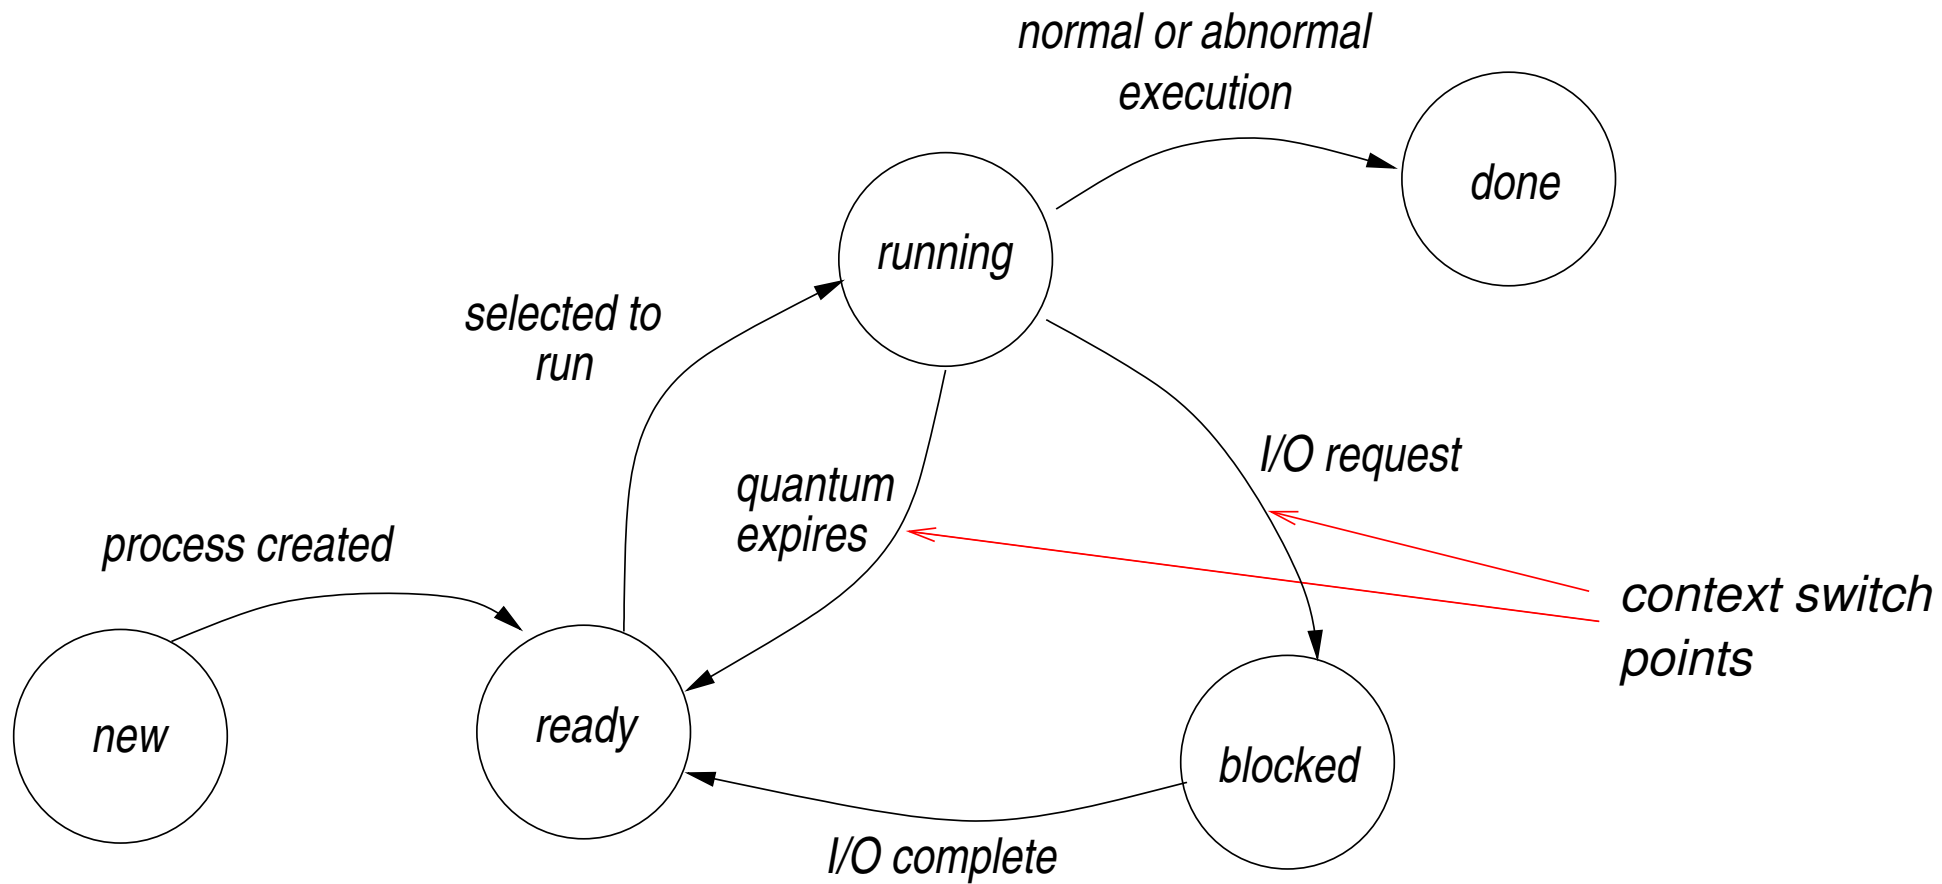 normal or abnormal
execution
done
running
selected to
run
I/O request
quantum
expires
process created
context switch
points
new
ready
blocked
I/O complete